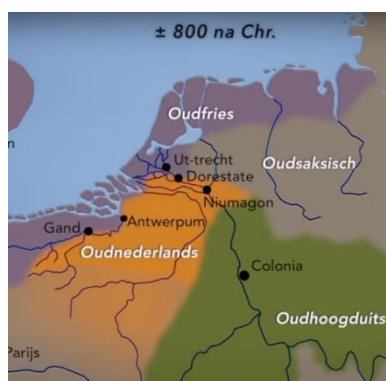 ± 800 na Chr.
Oudfries
Ut-trecht
Oudsaksisch
Dorestate
Niumagon
Antwerpum
Gand
Oudnederlands
Colonia
Oudhoogduits
Parijs